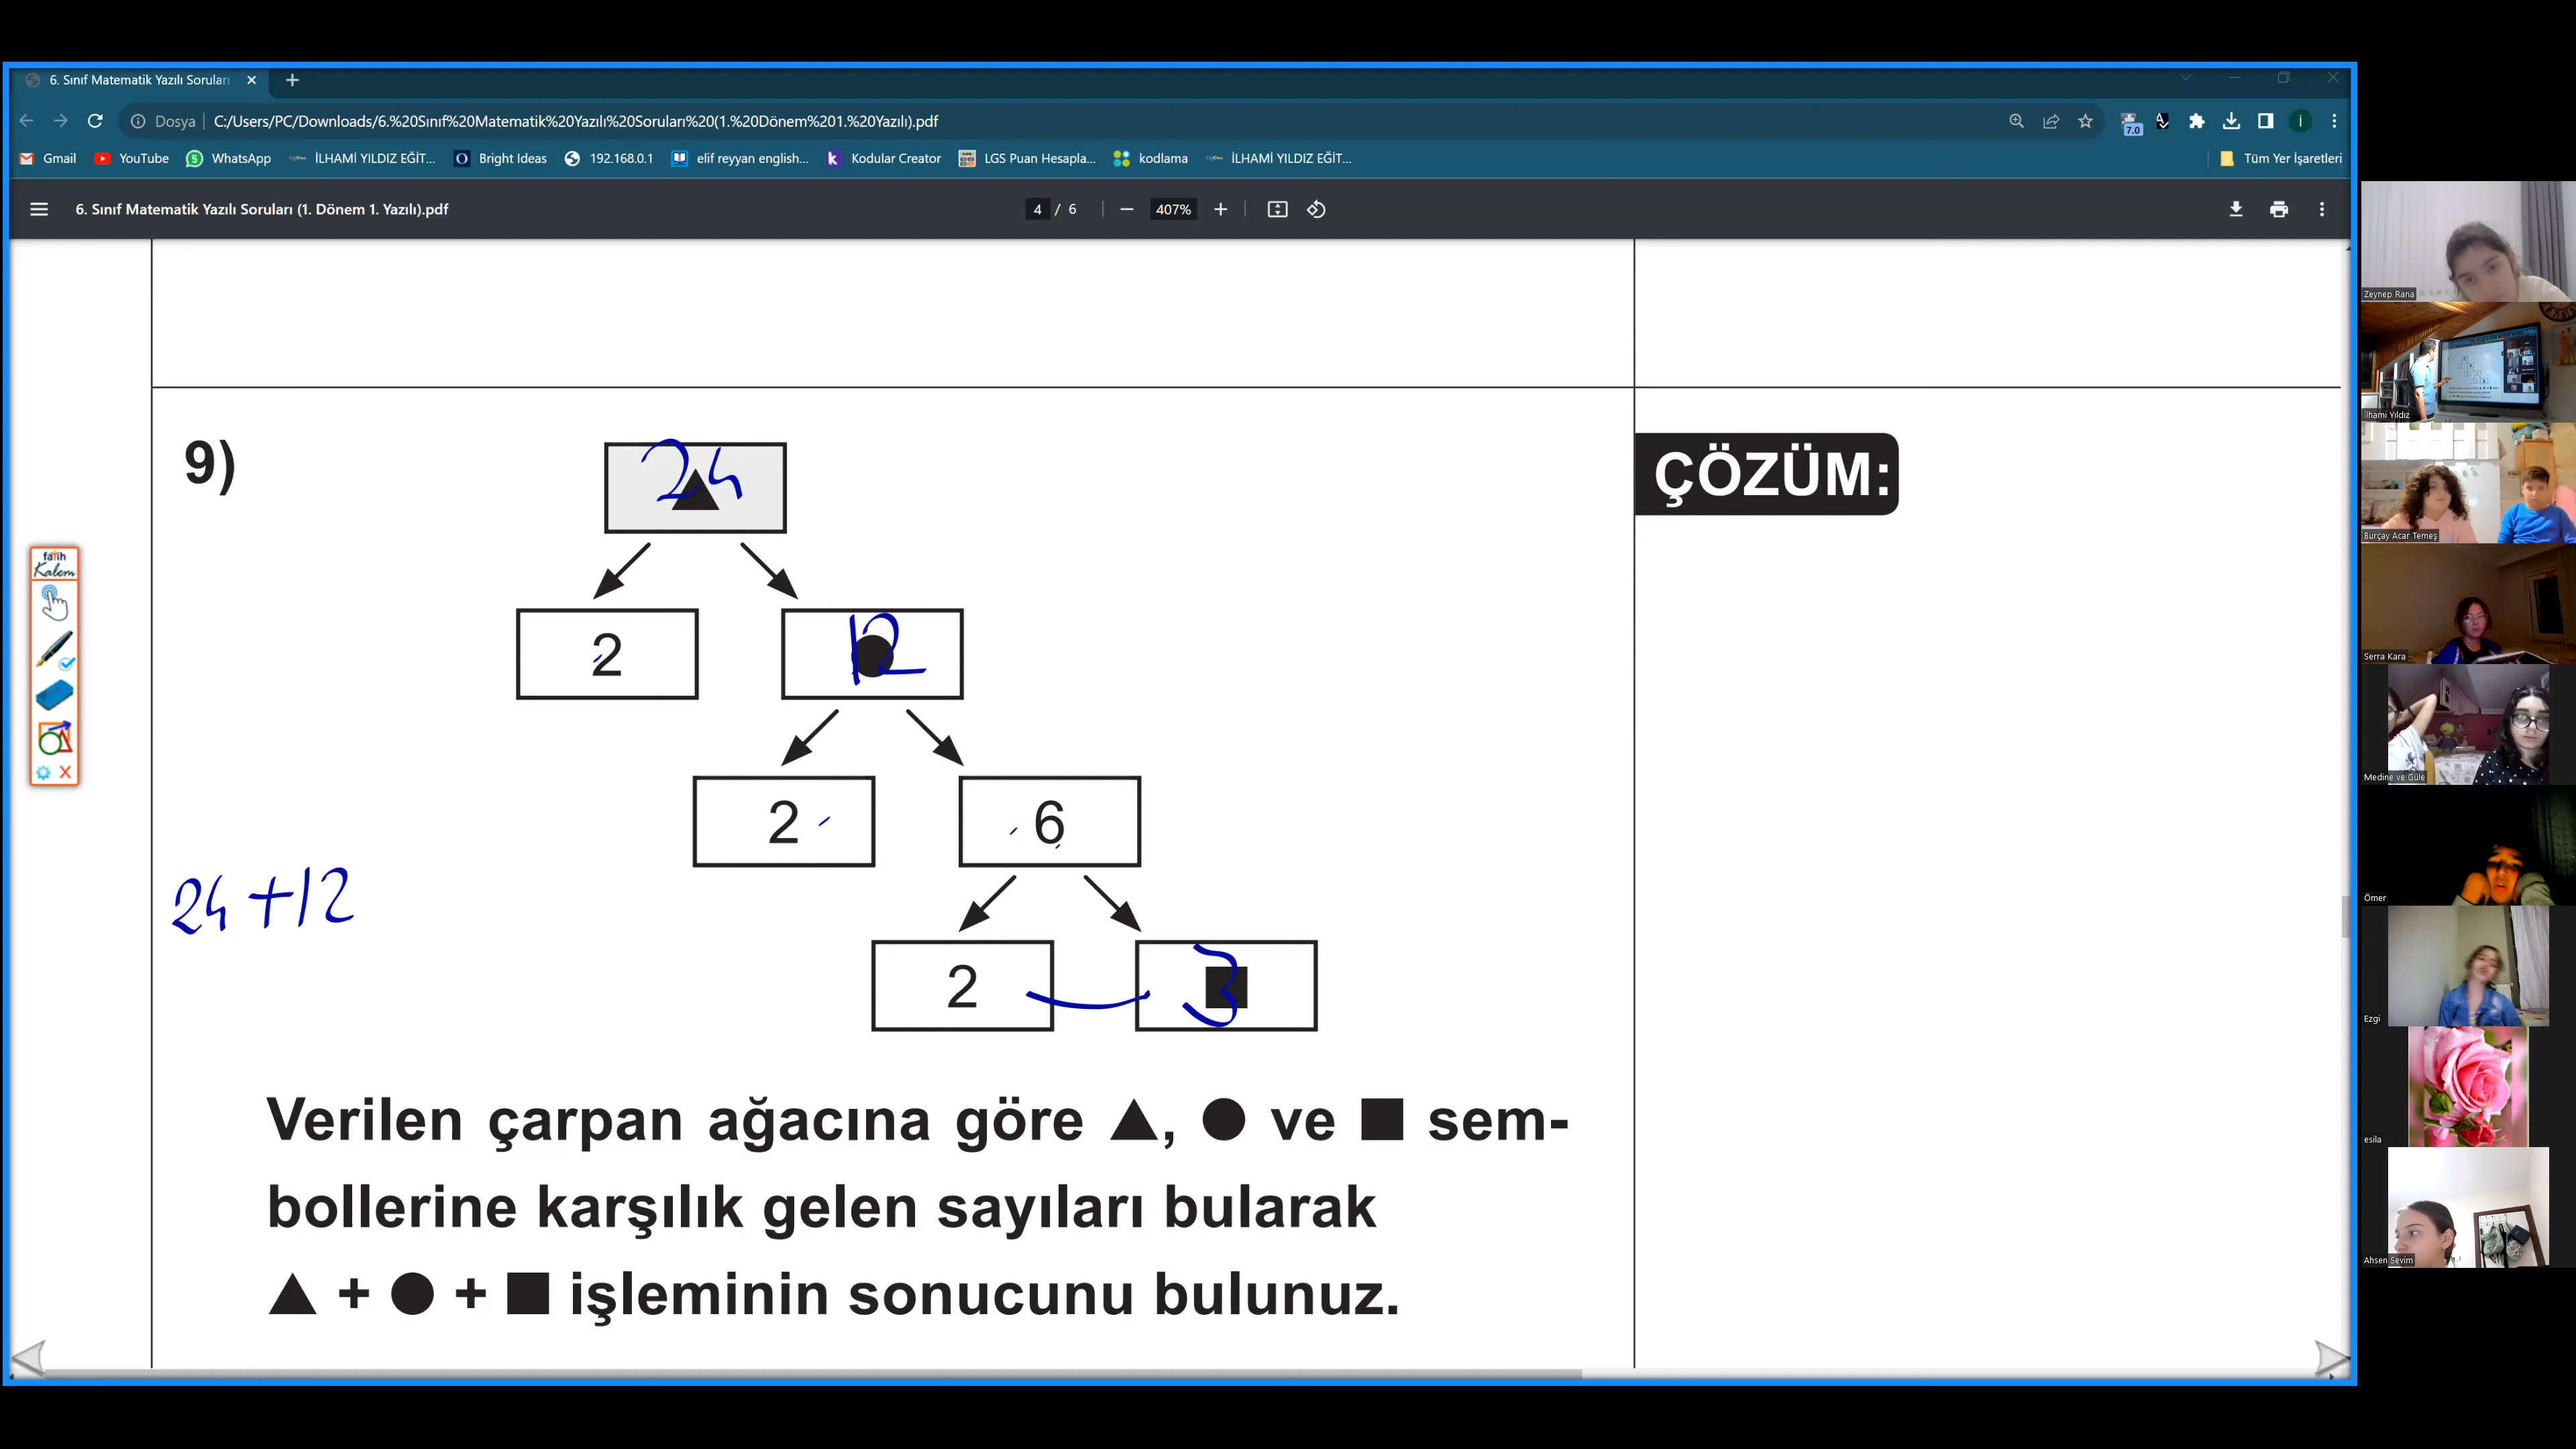 6. Sınıf Matematik Yazılı Soruları
Dosya C:/Users/PC/Downloads/6.%20Sınıf%20Matematik%20Yazılı%20Soruları%20(1.%20Dönem%201.%20Yazılı).pdf
7.0
i
Gmail YouTube WhatsApp İLHAMİ YILDIZ EĞİT... Bright Ideas 192.168.0.1 elif reyyan english... Kodular Creator LGS Puan Hesapla... kodlama İLHAMİ YILDIZ EĞİT... Tüm Yer İşaretleri
6. Sınıf Matematik Yazılı Soruları (1. Dönem 1. Yazılı).pdf 4 / 6 407%
9)
24
ÇÖZÜM:
fatih
Kalem
2 12
2 6
24 +12
2 3
Verilen çarpan ağacına göre ▲, ● ve ■ sem-
bollerine karşılık gelen sayıları bularak
▲ + ● + ■ işleminin sonucunu bulunuz.
Zeynep Rana
İlhami Yıldız
Burçay Acar Temeş
Serra Kara
Medine ve Güle
Ömer
Ezgi
esila
Ahsen Sevim